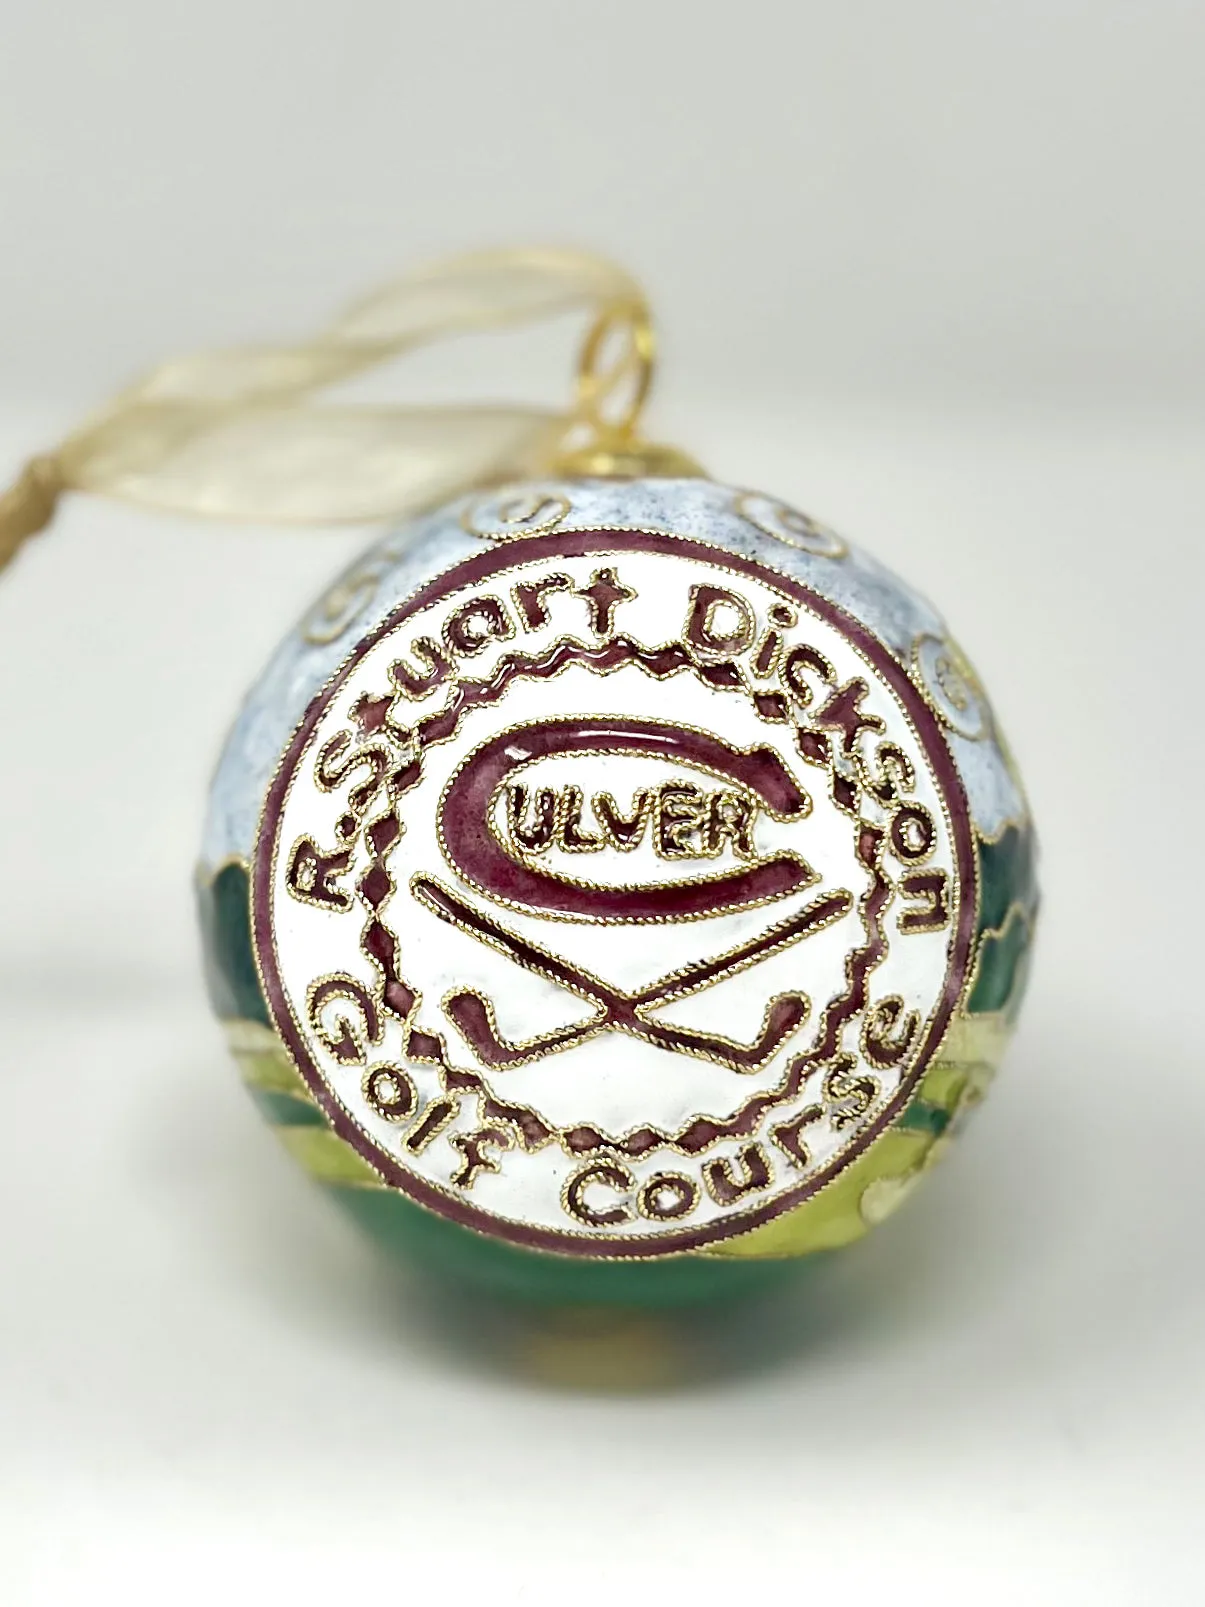 R. Stuart Dickson
CULVER
Golf Course